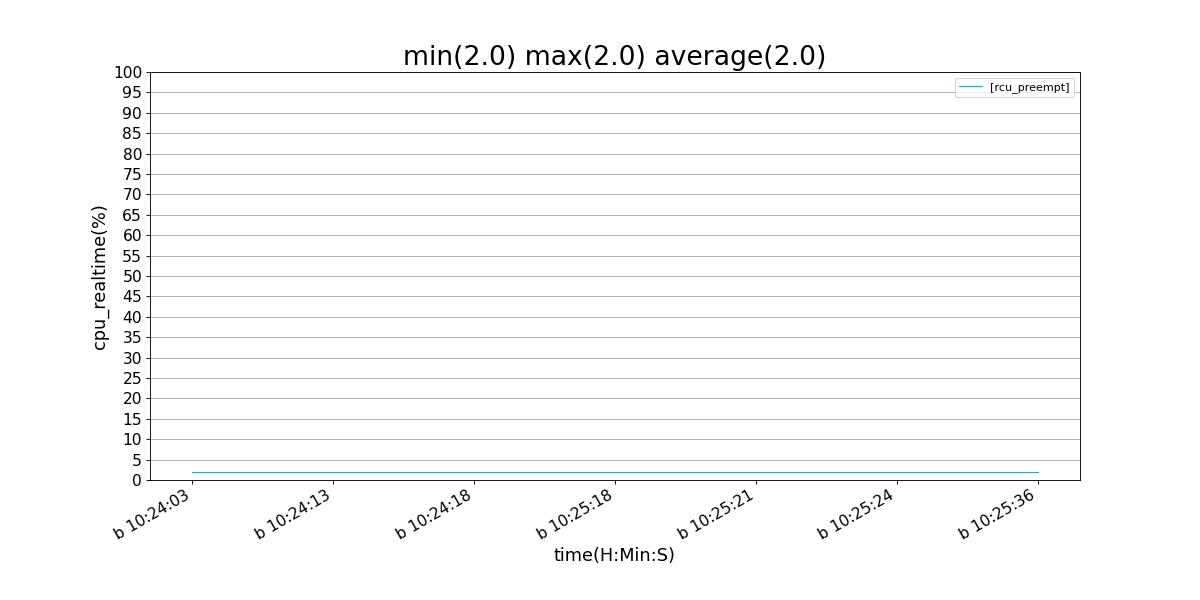 min(2.0) max(2.0) average(2.0)
[rcu_preempt]
100
95
90
85
80
75
70
65
60
55
50
45
40
35
30
25
20
15
10
5
0
cpu_realtime(%)
b 10:24:03
b 10:24:13
b 10:24:18
b 10:25:18
b 10:25:21
b 10:25:24
b 10:25:36
time(H:Min:S)